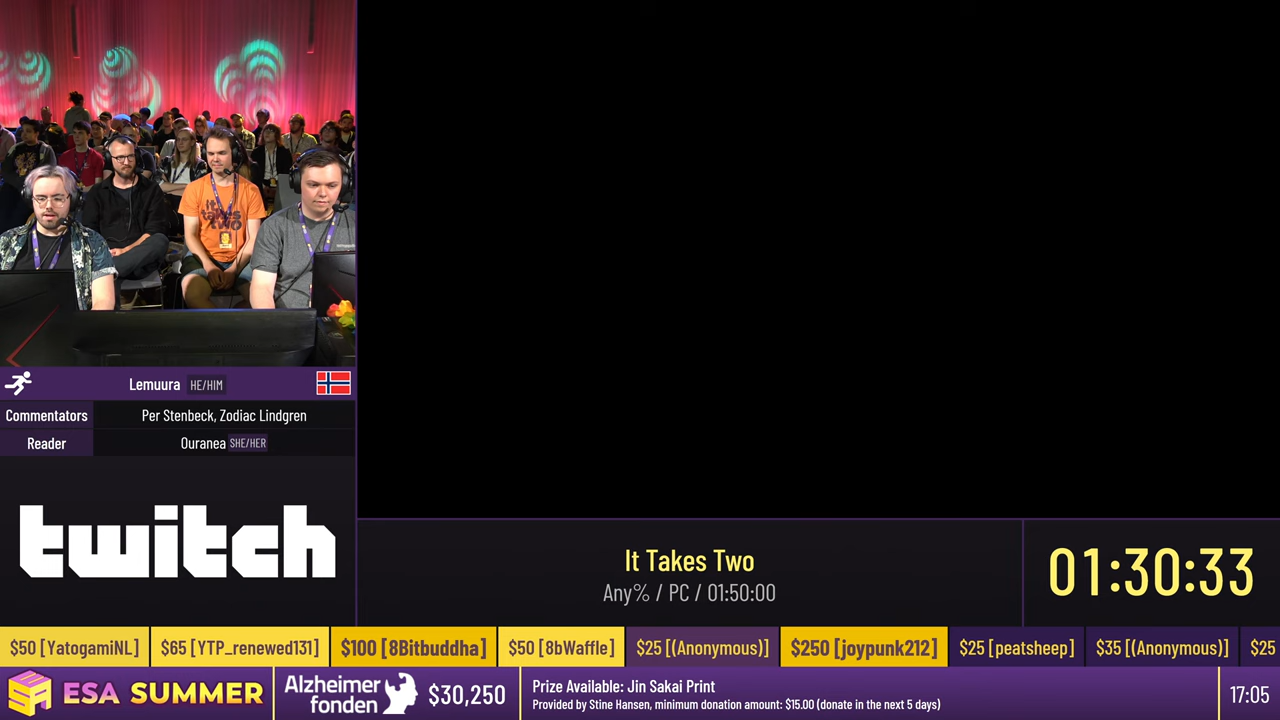 It
takes
two
Lemuura HE/HIM
Commentators Per Stenbeck, Zodiac Lindgren
Reader Ouranea SHE/HER
twitch
It Takes Two
Any% / PC / 01:50:00
01:30:33
$50 [YatogamiNL] $65 [YTP_renewed131] $100 [8Bitbuddha] $50 [8bWaffle] $25 [(Anonymous)] $250 [joypunk212] $25 [peatsheep] $35 [(Anonymous)] $25
ESA SUMMER
Alzheimer
fonden
$30,250
Prize Available: Jin Sakai Print
Provided by Stine Hansen, minimum donation amount: $15.00 (donate in the next 5 days)
17:05